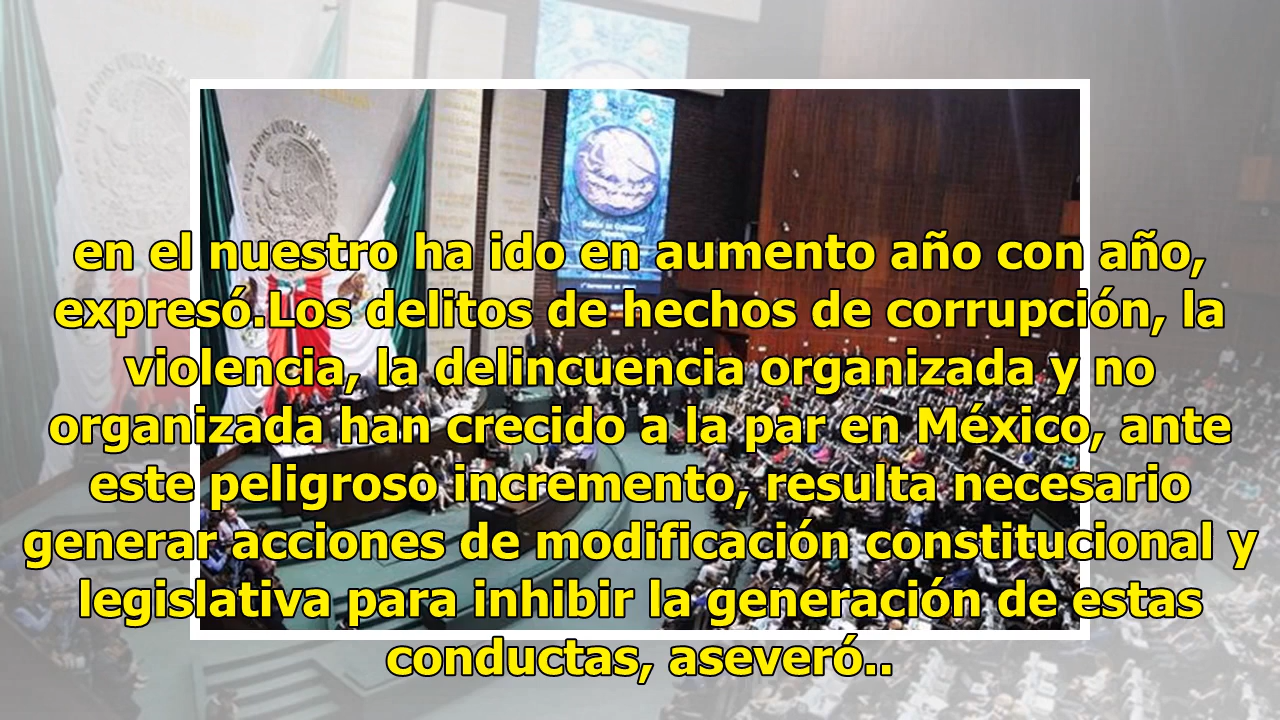 en el nuestro ha ido en aumento año con año,
expresó.Los delitos de hechos de corrupción, la
violencia, la delincuencia organizada y no
organizada han crecido a la par en México, ante
este peligroso incremento, resulta necesario
generar acciones de modificación constitucional y
legislativa para inhibir la generación de estas
conductas, aseveró..